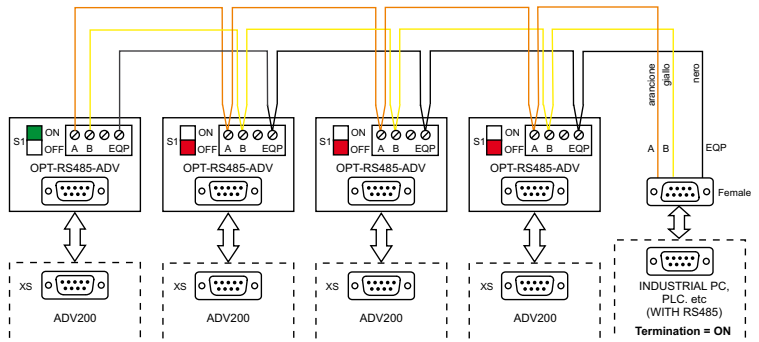 arancione
giallo
nero
S1
ON
OFF
A B EQP
OPT-RS485-ADV
S1
ON
OFF
A B EQP
OPT-RS485-ADV
S1
ON
OFF
A B EQP
OPT-RS485-ADV
S1
ON
OFF
A B EQP
OPT-RS485-ADV
A B EQP
Female
XS
ADV200
XS
ADV200
XS
ADV200
XS
ADV200
INDUSTRIAL PC,
PLC. etc
(WITH RS485)
Termination = ON